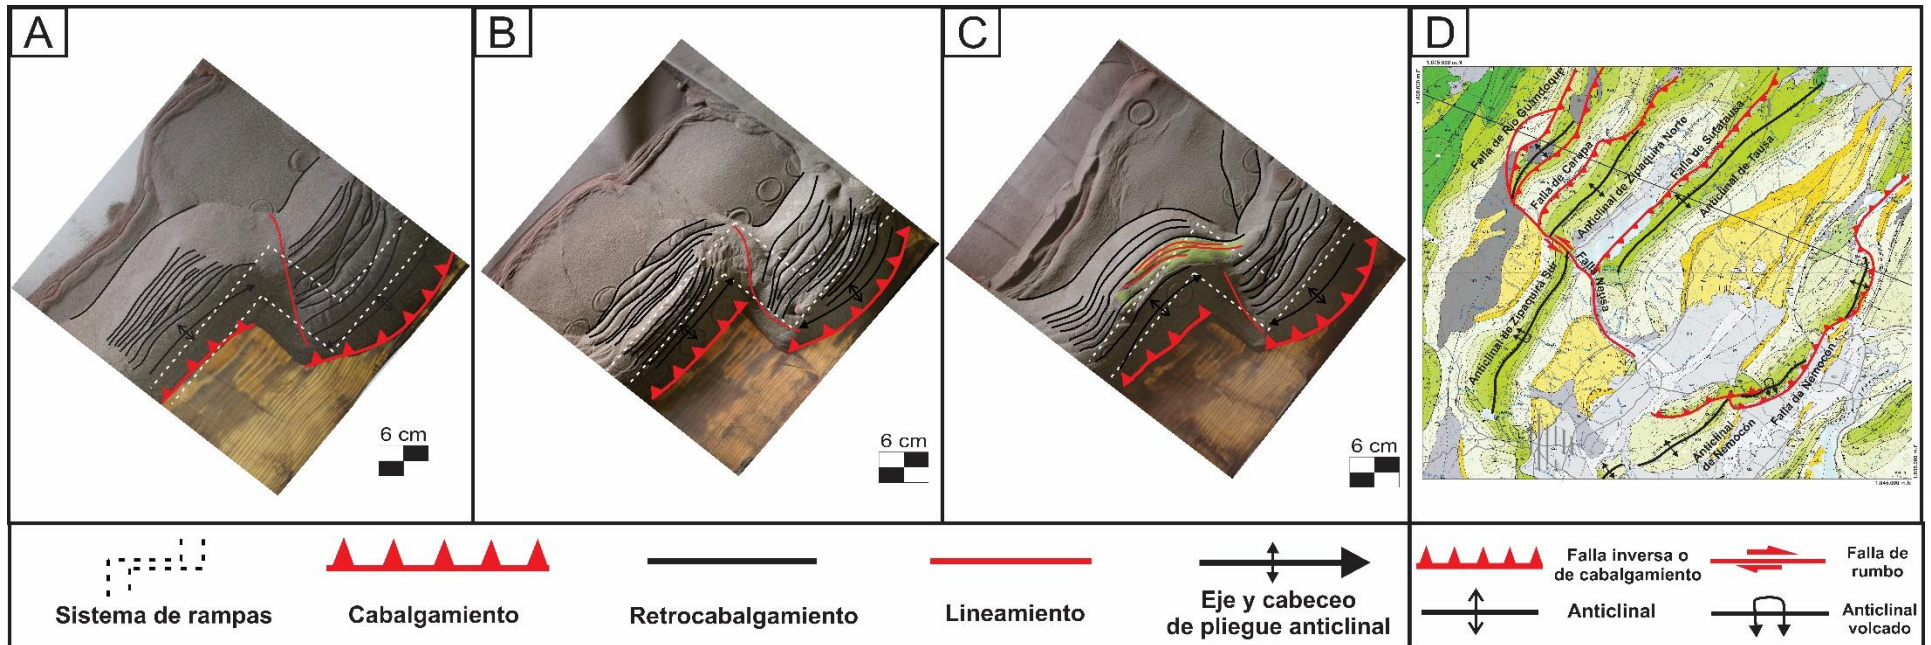 A
B
C
D
6 cm
6 cm
6 cm
Falla de Río Guandoque
Falla de Carapa
Anticlinal de Zipaquirá Norte
Falla de Sutatausa
Anticlinal de Tausa
Falla Neusa
Anticlinal de Zipaquirá Sur
Falla de Nemocón
Anticlinal
de Nemocón
Sistema de rampas
Cabalgamiento
Retrocabalgamiento
Lineamiento
Eje y cabeceo
de pliegue anticlinal
Falla inversa o
de cabalgamiento
Falla de
rumbo
Anticlinal
Anticlinal
volcado